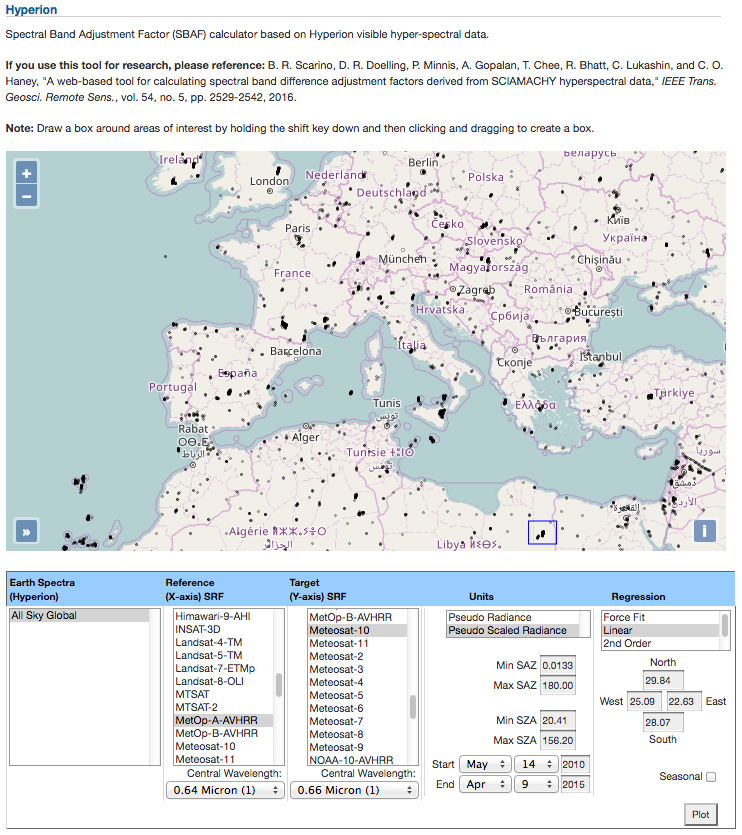 Hyperion
Spectral Band Adjustment Factor (SBAF) calculator based on Hyperion visible hyper-spectral data.
If you use this tool for research, please reference: B. R. Scarino, D. R. Doelling, P. Minnis, A. Gopalan, T. Chee, R. Bhatt, C. Lukashin, and C. O.
Haney, "A web-based tool for calculating spectral band difference adjustment factors derived from SCIAMACHY hyperspectral data," IEEE Trans.
Geosci. Remote Sens., vol. 54, no. 5, pp. 2529-2542, 2016.
Note: Draw a box around areas of interest by holding the shift key down and then clicking and dragging to create a box.
+
−
Ireland
London
Nederland
Berlin
Polska
Беларусь
Deutschland
Paris
Česko
Київ
Slovensko
Україна
München
Magyarország
Chișinău
France
Zagreb
România
Hrvatska
Србија
București
Italia
България
Barcelona
Скопје
İstanbul
España
Portugal
Türkiye
Tunis
تونس
Ελλάδα
Rabat
الرباط
Alger
Tunisie
تونس
سوريا
دمشق
الأردن
القاهرة
Algérie
الجزائر
Libya
»
i
Earth Spectra
(Hyperion)
Reference
(X-axis) SRF
Target
(Y-axis) SRF
Units
Regression
All Sky Global
Himawari-9-AHI
INSAT-3D
Landsat-4-TM
Landsat-5-TM
Landsat-7-ETMp
Landsat-8-OLI
MTSAT
MTSAT-2
MetOp-A-AVHRR
MetOp-B-AVHRR
Meteosat-10
Meteosat-11
Central Wavelength:
0.64 Micron (1)
MetOp-B-AVHRR
Meteosat-10
Meteosat-11
Meteosat-2
Meteosat-3
Meteosat-4
Meteosat-5
Meteosat-6
Meteosat-7
Meteosat-8
Meteosat-9
NOAA-10-AVHRR
Central Wavelength:
0.66 Micron (1)
Pseudo Radiance
Pseudo Scaled Radiance
Min SAZ 0.0133
Max SAZ 180.00
Min SZA 20.41
Max SZA 156.20
Start May 14 2010
End Apr 9 2015
Force Fit
Linear
2nd Order
North
29.84
West 25.09 22.63 East
28.07
South
Seasonal
Plot